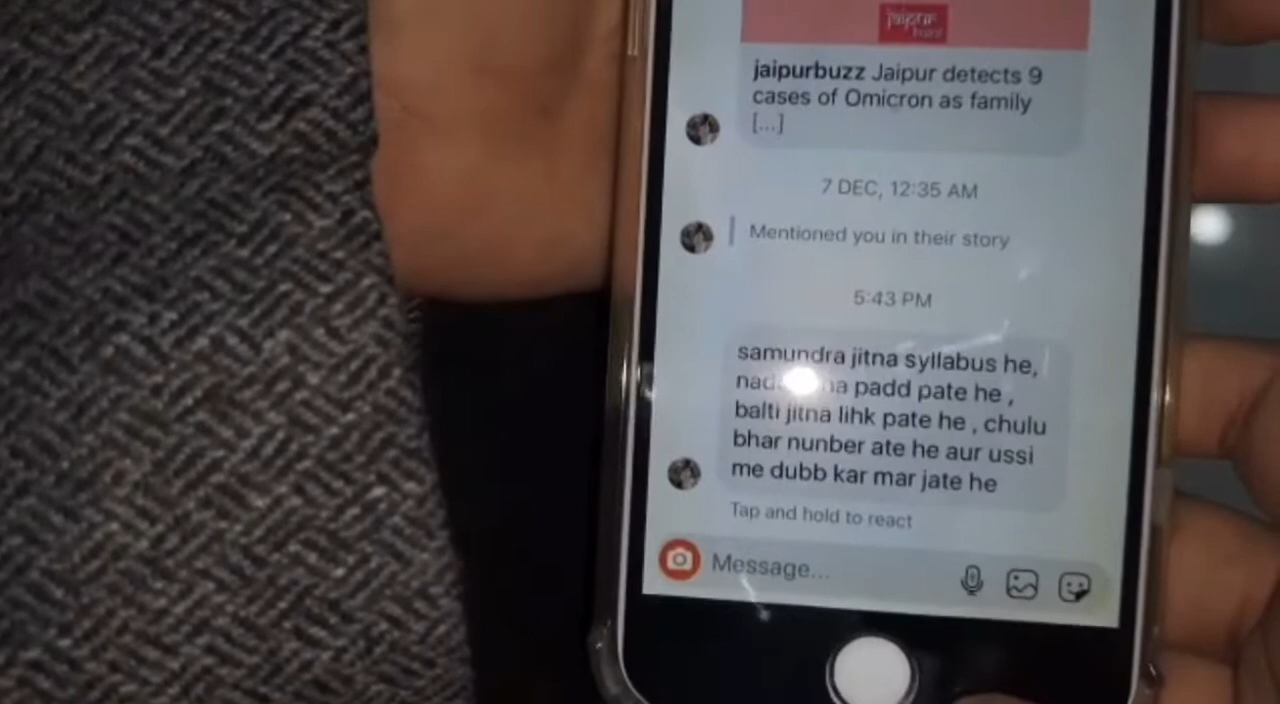 jaipur
buzz
jaipurbuzz Jaipur detects 9
cases of Omicron as family
[...]
7 DEC, 12:35 AM
Mentioned you in their story
5:43 PM
samundra jitna syllabus he,
padd pate he ,
balti jitna lihk pate he , chulu
bhar nunber ate he aur ussi
me dubb kar mar jate he
Tap and hold to react
Message...